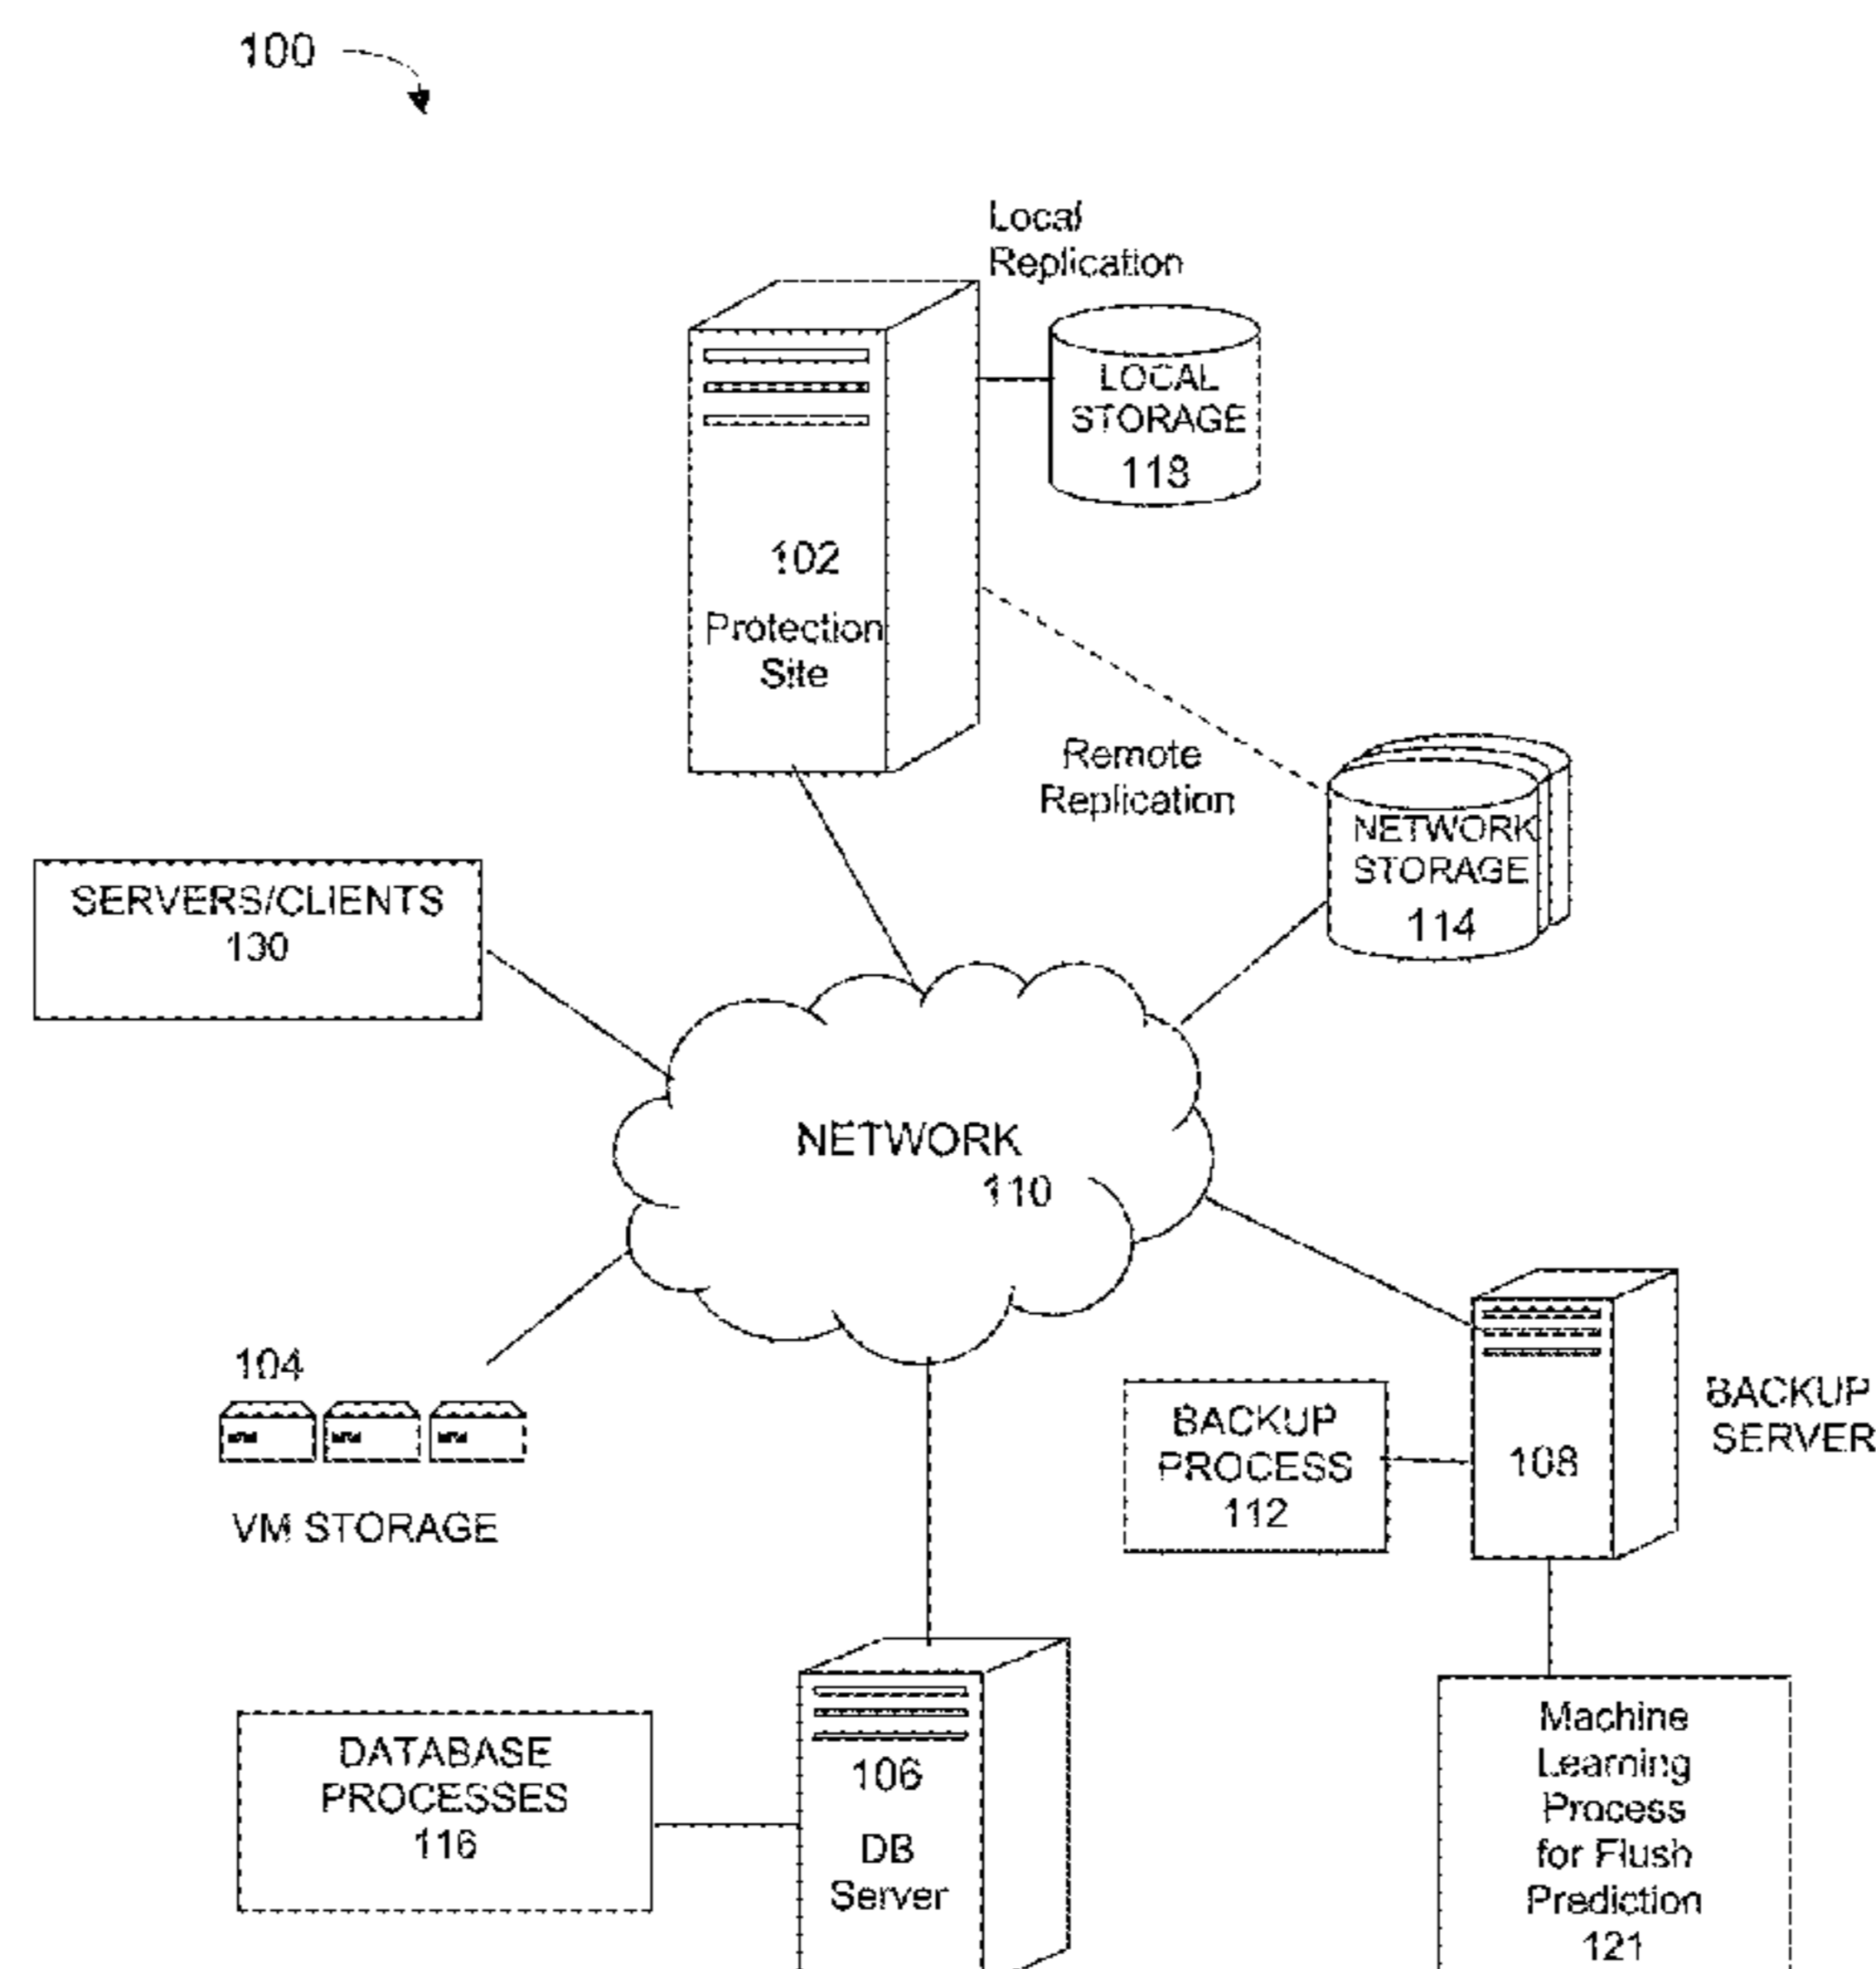 100
Local
Replication
LOCAL
STORAGE
118
102
Protection
Site
Remote
Replication
NETWORK
STORAGE
114
SERVERS/CLIENTS
130
NETWORK
110
104
VM STORAGE
BACKUP
PROCESS
112
108
BACKUP
SERVER
DATABASE
PROCESSES
116
106
DB
Server
Machine
Learning
Process
for Flush
Prediction
121